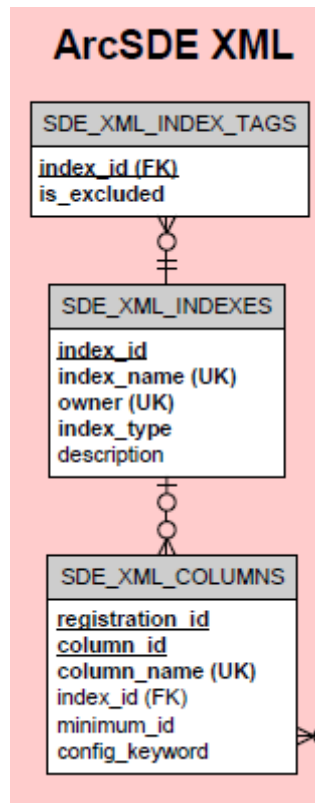 ArcSDE XML
SDE_XML_INDEX_TAGS
index_id (FK)
is_excluded
SDE_XML_INDEXES
index_id
index_name (UK)
owner (UK)
index_type
description
SDE_XML_COLUMNS
registration_id
column_id
column_name (UK)
index_id (FK)
minimum_id
config_keyword